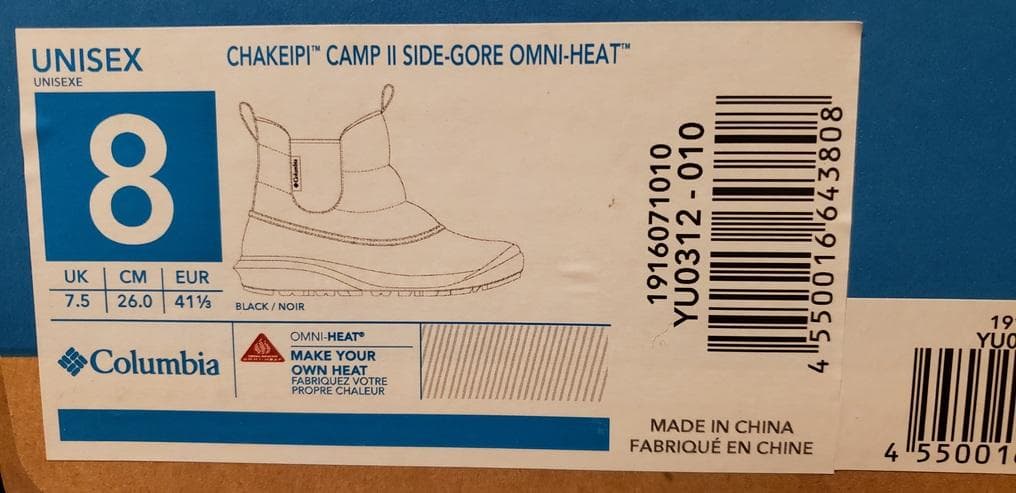 UNISEX
UNISEXE
CHAKEIPI™ CAMP II SIDE-GORE OMNI-HEAT™
8
Columbia
UK CM EUR
7.5 26.0 41⅓
BLACK / NOIR
Columbia
OMNI-HEAT®
MAKE YOUR
OWN HEAT
FABRIQUEZ VOTRE
PROPRE CHALEUR
1916071010
YU0312 - 010
4 550016 643808
MADE IN CHINA
FABRIQUÉ EN CHINE
19
YU0
4 55001